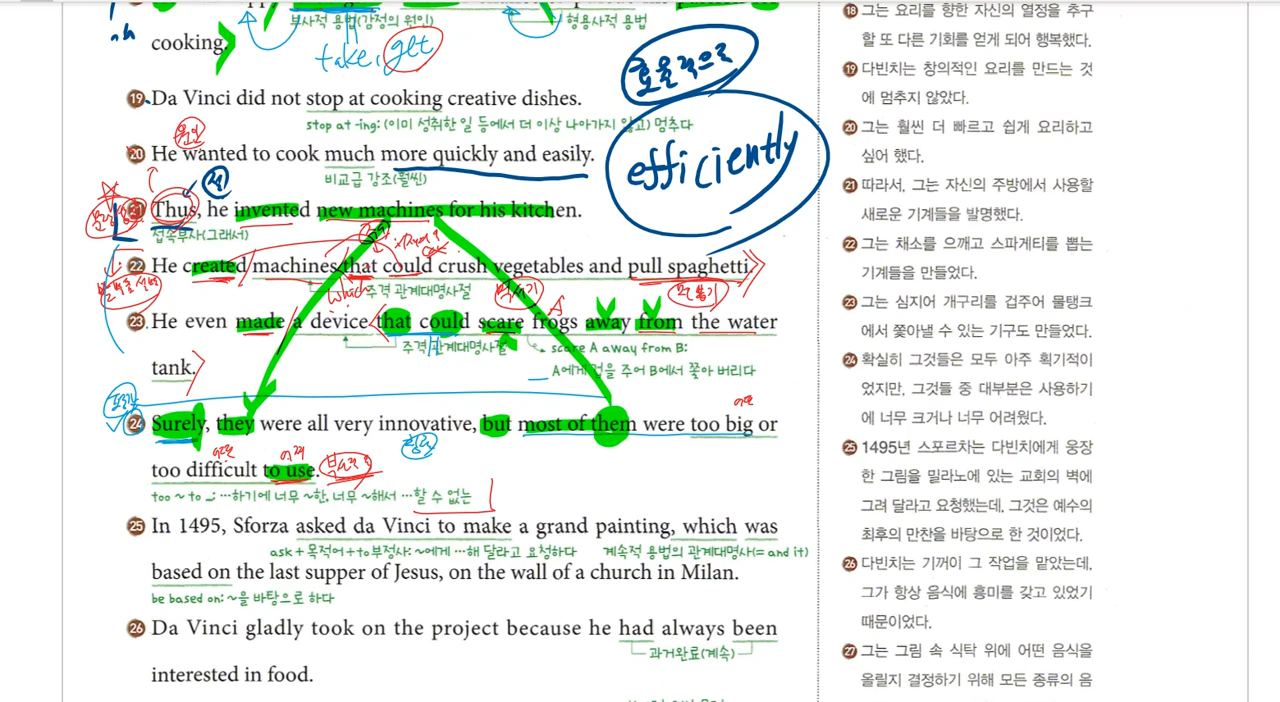 부사적 용법(감정의 원인)
형용사적 용법
cooking.
take, get
효율적으로
⑲ Da Vinci did not stop at cooking creative dishes.
stop at -ing: (이미 성취한 일 등에서 더 이상 나아가지 않고) 멈추다
원인
⑳ He wanted to cook much more quickly and easily.
비교급 강조(훨씬)
efficiently
㉑ Thus, he invented new machines for his kitchen.
접속부사(그래서)
㉒ He created machines that could crush vegetables and pull spaghetti.
which 주격 관계대명사절
㉓ He even made a device that could scare frogs away from the water
주격 관계대명사절
scare A away from B:
tank.
A에게 겁을 주어 B에서 쫓아 버리다
㉔ Surely, they were all very innovative, but most of them were too big or
too difficult to use.
too ~ to ...: …하기에 너무 ~한, 너무 ~해서 …할 수 없는
㉕ In 1495, Sforza asked da Vinci to make a grand painting, which was
ask+목적어+to부정사: ~에게 …해 달라고 요청하다
계속적 용법의 관계대명사(= and it)
based on the last supper of Jesus, on the wall of a church in Milan.
be based on: ~을 바탕으로 하다
㉖ Da Vinci gladly took on the project because he had always been
과거완료(계속)
interested in food.
⑱ 그는 요리를 향한 자신의 열정을 추구
할 또 다른 기회를 얻게 되어 행복했다.
⑲ 다빈치는 창의적인 요리를 만드는 것
에 멈추지 않았다.
⑳ 그는 훨씬 더 빠르고 쉽게 요리하고
싶어 했다.
㉑ 따라서, 그는 자신의 주방에서 사용할
새로운 기계들을 발명했다.
㉒ 그는 채소를 으깨고 스파게티를 뽑는
기계들을 만들었다.
㉓ 그는 심지어 개구리를 겁주어 물탱크
에서 쫓아낼 수 있는 기구도 만들었다.
㉔ 확실히 그것들은 모두 아주 획기적이
었지만, 그것들 중 대부분은 사용하기
에 너무 크거나 너무 어려웠다.
㉕ 1495년 스포르차는 다빈치에게 웅장
한 그림을 밀라노에 있는 교회의 벽에
그려 달라고 요청했는데, 그것은 예수의
최후의 만찬을 바탕으로 한 것이었다.
㉖ 다빈치는 기꺼이 그 작업을 맡았는데,
그가 항상 음식에 흥미를 갖고 있었기
때문이었다.
㉗ 그는 그림 속 식탁 위에 어떤 음식을
올릴지 결정하기 위해 모든 종류의 음